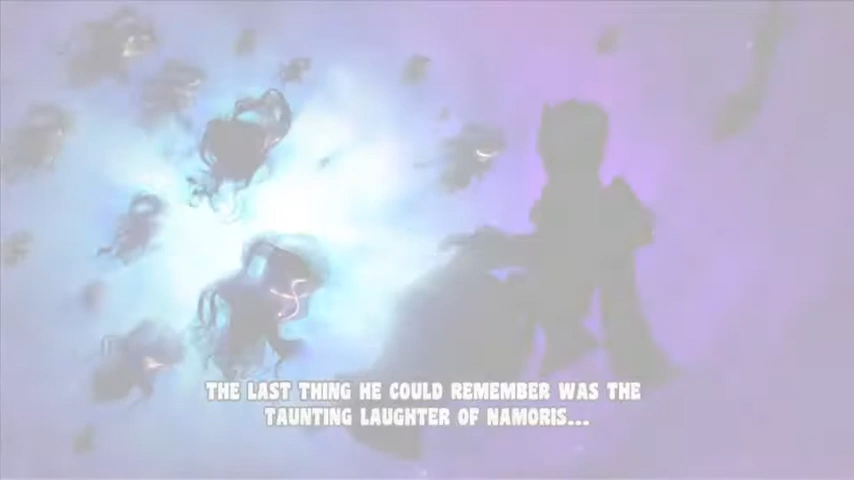 THE LAST THING HE COULD REMEMBER WAS THE
TAUNTING LAUGHTER OF NAMORIS...